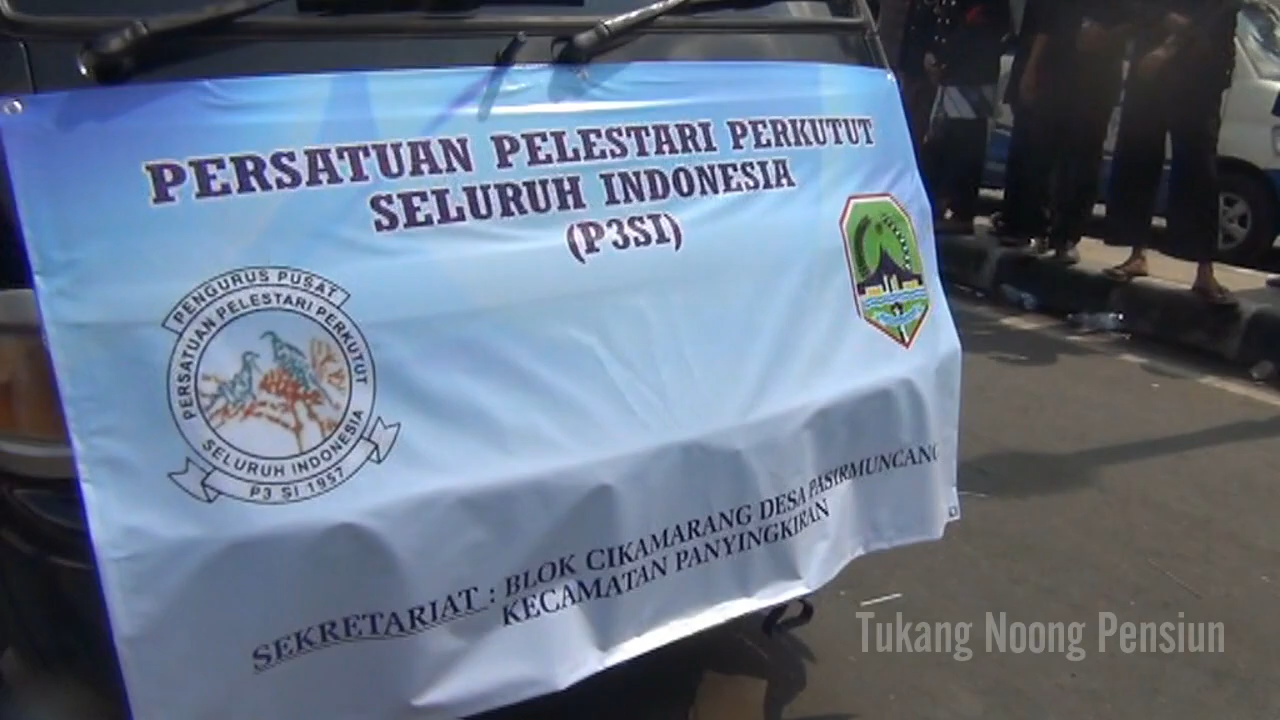 PERSATUAN PELESTARI PERKUTUT
SELURUH INDONESIA
(P3SI)
PENGURUS PUSAT
PERSATUAN PELESTARI PERKUTUT
SELURUH INDONESIA
P3 SI 1957
SEKRETARIAT : BLOK CIKAMARANG DESA PASIRMUNCANG
KECAMATAN PANYINGKIRAN
Tukang Noong Pensiun